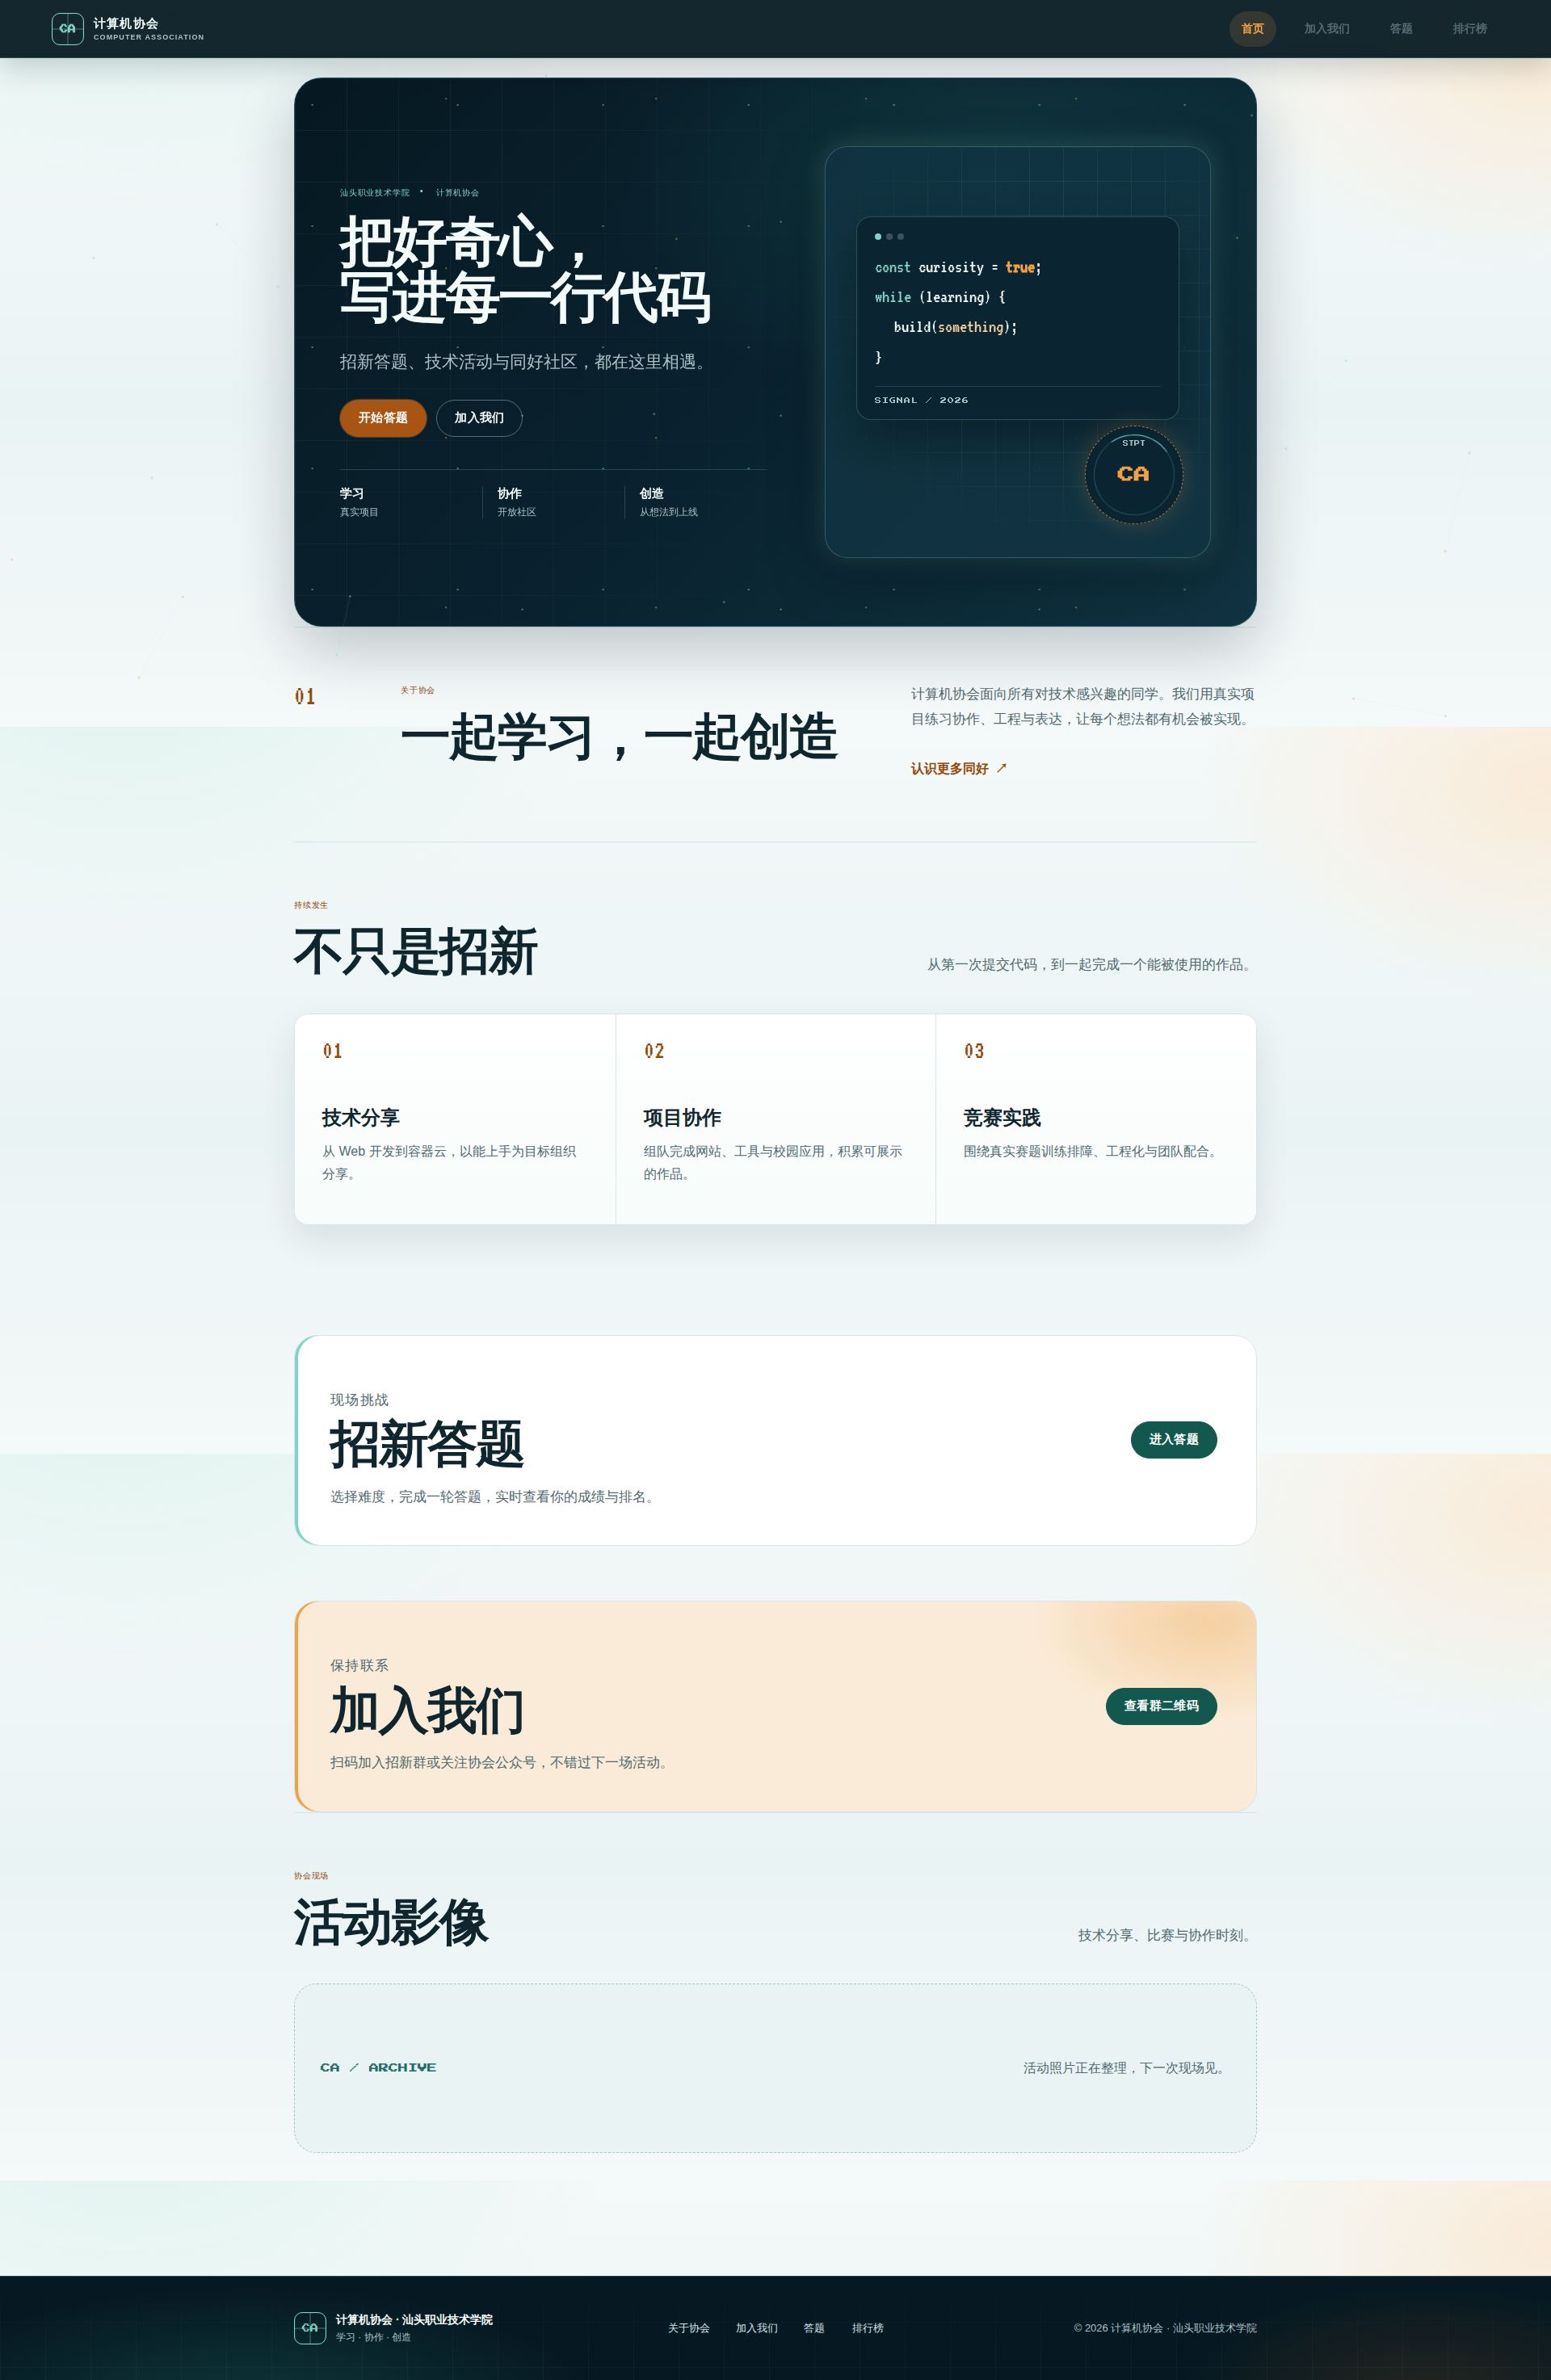 CA
计算机协会
COMPUTER ASSOCIATION
首页
加入我们
答题
排行榜
汕头职业技术学院 · 计算机协会
把好奇心，
写进每一行代码
招新答题、技术活动与同好社区，都在这里相遇。
开始答题
加入我们
学习
真实项目
协作
开放社区
创造
从想法到上线
const curiosity = true;
while (learning) {
build(something);
}
SIGNAL / 2026
STPT
CA
01
关于协会
一起学习，一起创造
计算机协会面向所有对技术感兴趣的同学。我们用真实项
目练习协作、工程与表达，让每个想法都有机会被实现。
认识更多同好 ↗
持续发生
不只是招新
从第一次提交代码，到一起完成一个能被使用的作品。
01
技术分享
从 Web 开发到容器云，以能上手为目标组织
分享。
02
项目协作
组队完成网站、工具与校园应用，积累可展示
的作品。
03
竞赛实践
围绕真实赛题训练排障、工程化与团队配合。
现场挑战
招新答题
选择难度，完成一轮答题，实时查看你的成绩与排名。
进入答题
保持联系
加入我们
扫码加入招新群或关注协会公众号，不错过下一场活动。
查看群二维码
协会现场
活动影像
技术分享、比赛与协作时刻。
CA / ARCHIVE
活动照片正在整理，下一次现场见。
CA
计算机协会 · 汕头职业技术学院
学习 · 协作 · 创造
关于协会
加入我们
答题
排行榜
© 2026 计算机协会 · 汕头职业技术学院